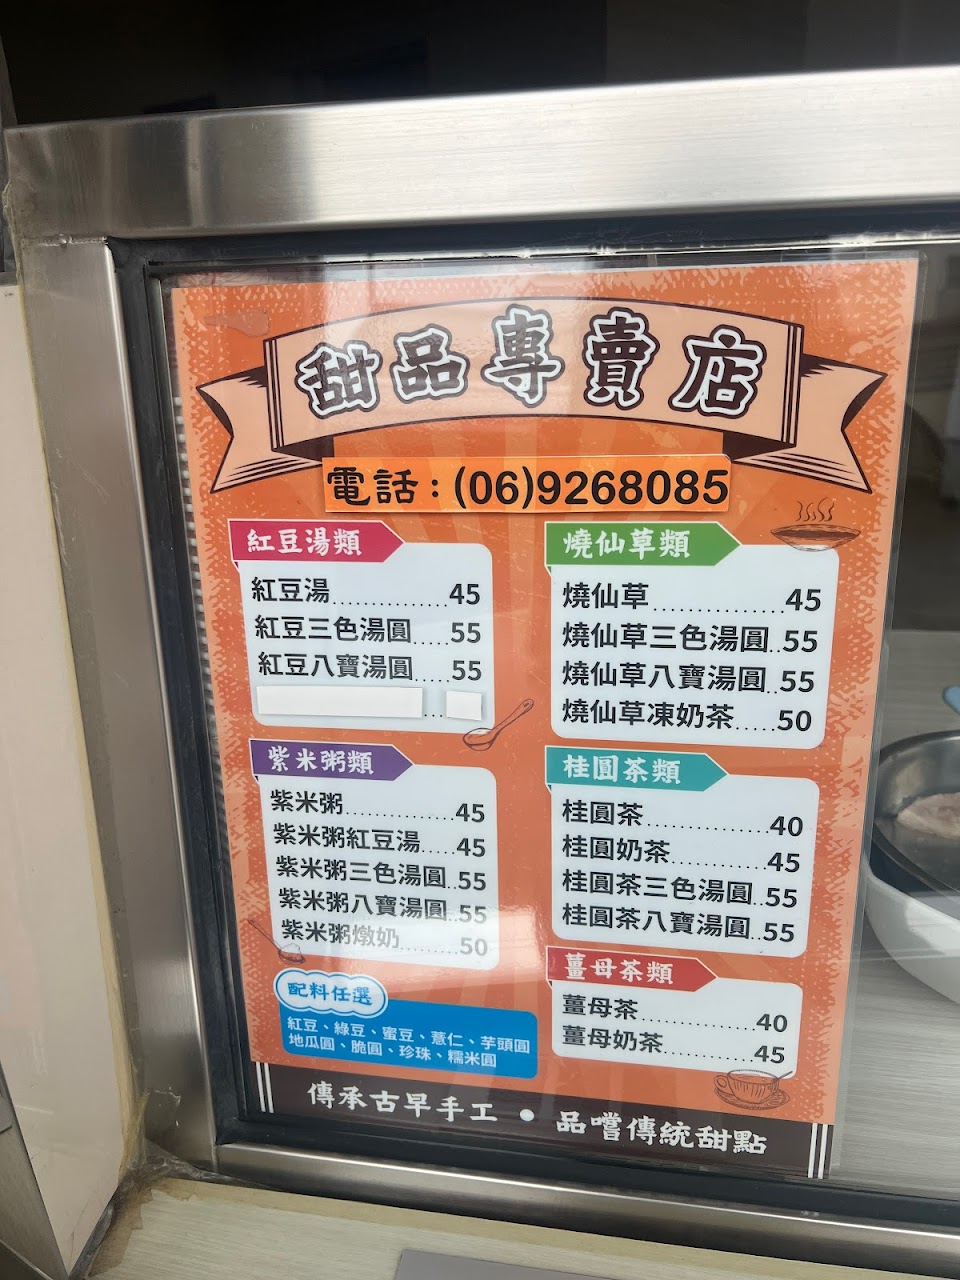 甜品專賣店
電話：(06)9268085
紅豆湯類
紅豆湯..............45
紅豆三色湯圓.....55
紅豆八寶湯圓.....55
...
紫米粥類
紫米粥..............45
紫米粥紅豆湯.....45
紫米粥三色湯圓..55
紫米粥八寶湯圓..55
紫米粥燉奶........50
配料任選
紅豆、綠豆、蜜豆、薏仁、芋頭圓
地瓜圓、脆圓、珍珠、糯米圓
燒仙草類
燒仙草...............45
燒仙草三色湯圓..55
燒仙草八寶湯圓..55
燒仙草凍奶茶.....50
桂圓茶類
桂圓茶...............40
桂圓奶茶............45
桂圓茶三色湯圓..55
桂圓茶八寶湯圓..55
薑母茶類
薑母茶...............40
薑母奶茶............45
傳承古早手工 • 品嚐傳統甜點